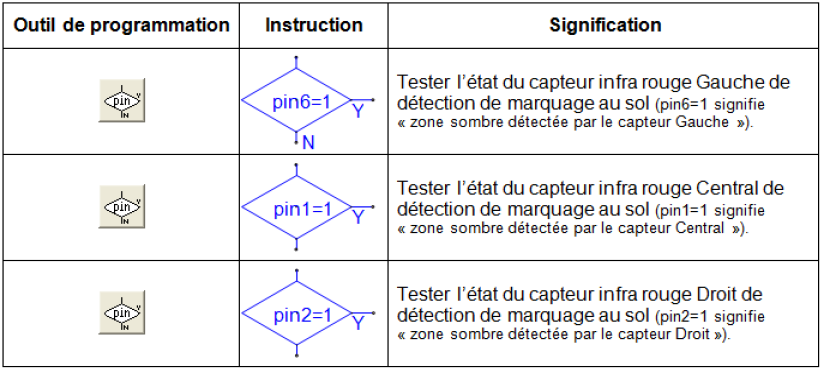 Outil de programmation
Instruction
Signification
pin
Y
N
pin6=1
Y
N
Tester l'état du capteur infra rouge Gauche de
détection de marquage au sol (pin6=1 signifie
« zone sombre détectée par le capteur Gauche »).
pin
Y
N
pin1=1
Y
Tester l'état du capteur infra rouge Central de
détection de marquage au sol (pin1=1 signifie
« zone sombre détectée par le capteur Central »).
pin
Y
N
pin2=1
Y
Tester l'état du capteur infra rouge Droit de
détection de marquage au sol (pin2=1 signifie
« zone sombre détectée par le capteur Droit »).